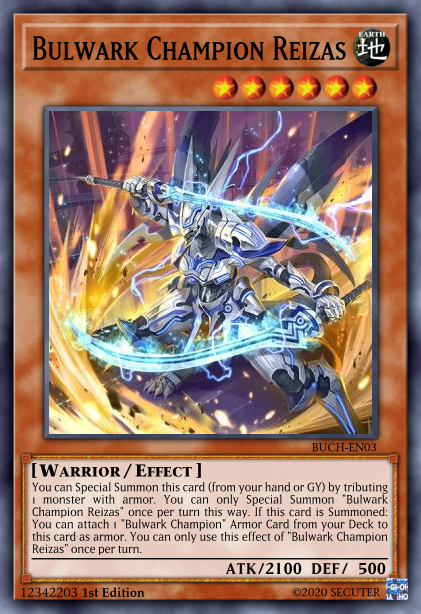 BULWARK CHAMPION REIZAS
EARTH
地
BUCH-EN03
[WARRIOR/EFFECT]
You can Special Summon this card (from your hand or GY) by tributing
1 monster with armor. You can only Special Summon "Bulwark
Champion Reizas" once per turn this way. If this card is Summoned:
You can attach 1 "Bulwark Champion" Armor Card from your Deck to
this card as armor. You can only use this effect of "Bulwark Champion
Reizas" once per turn.
ATK/2100 DEF/ 500
12342203 1st Edition
©2020 SECUTER